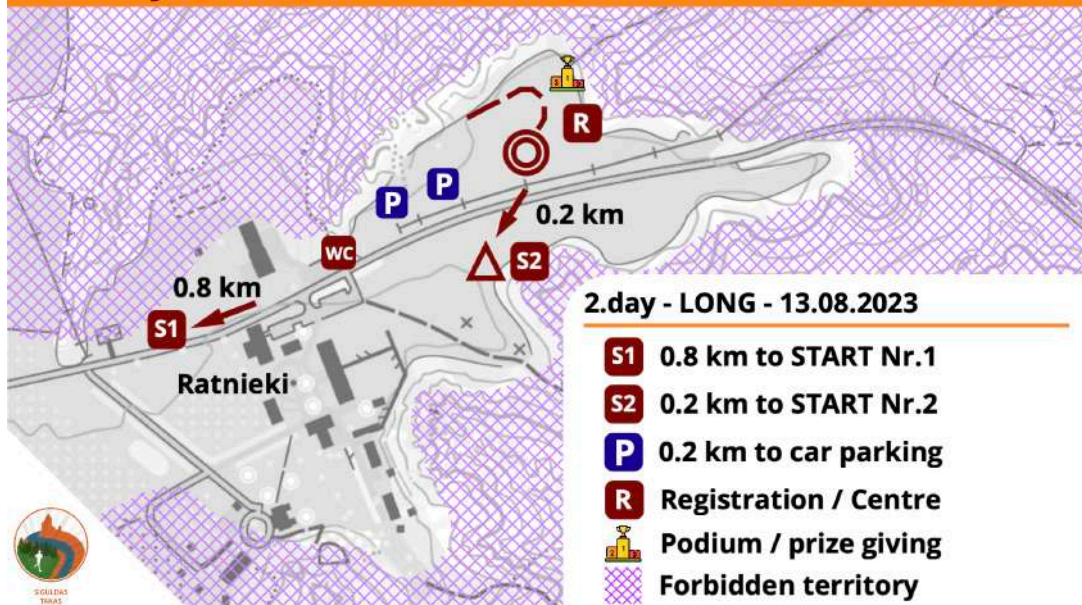 R
P
P
0.2 km
WC
S2
0.8 km
S1
Ratnieki
2.day - LONG - 13.08.2023
S1 0.8 km to START Nr.1
S2 0.2 km to START Nr.2
P 0.2 km to car parking
R Registration / Centre
Podium / prize giving
Forbidden territory
SIGULDAS
TAKAS